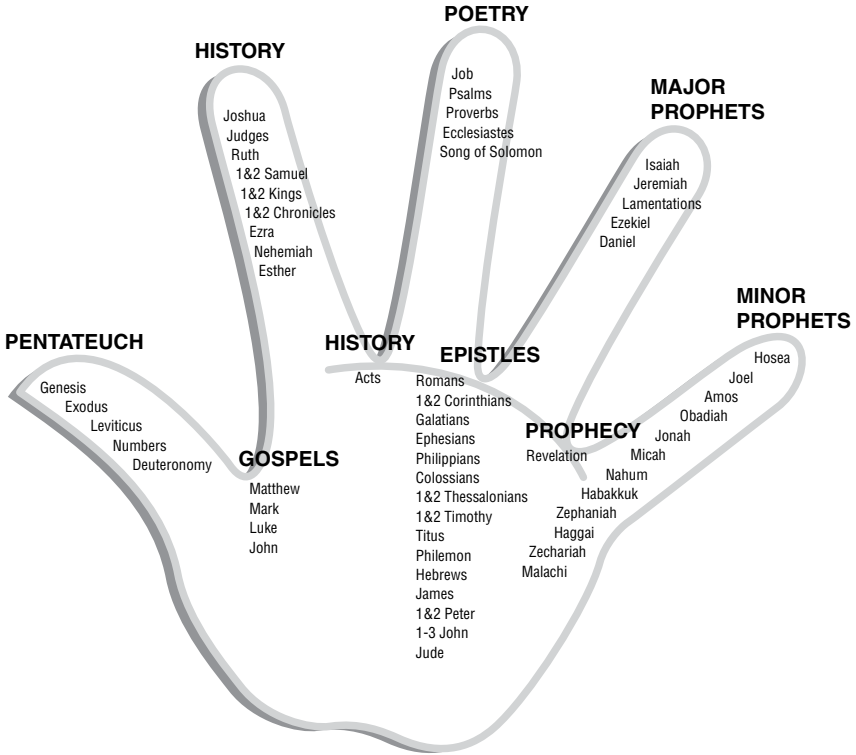 PENTATEUCH
Genesis
Exodus
Leviticus
Numbers
Deuteronomy
HISTORY
Joshua
Judges
Ruth
1&2 Samuel
1&2 Kings
1&2 Chronicles
Ezra
Nehemiah
Esther
POETRY
Job
Psalms
Proverbs
Ecclesiastes
Song of Solomon
MAJOR
PROPHETS
Isaiah
Jeremiah
Lamentations
Ezekiel
Daniel
MINOR
PROPHETS
Hosea
Joel
Amos
Obadiah
Jonah
Micah
Nahum
Habakkuk
Zephaniah
Haggai
Zechariah
Malachi
GOSPELS
Matthew
Mark
Luke
John
HISTORY
Acts
EPISTLES
Romans
1&2 Corinthians
Galatians
Ephesians
Philippians
Colossians
1&2 Thessalonians
1&2 Timothy
Titus
Philemon
Hebrews
James
1&2 Peter
1-3 John
Jude
PROPHECY
Revelation